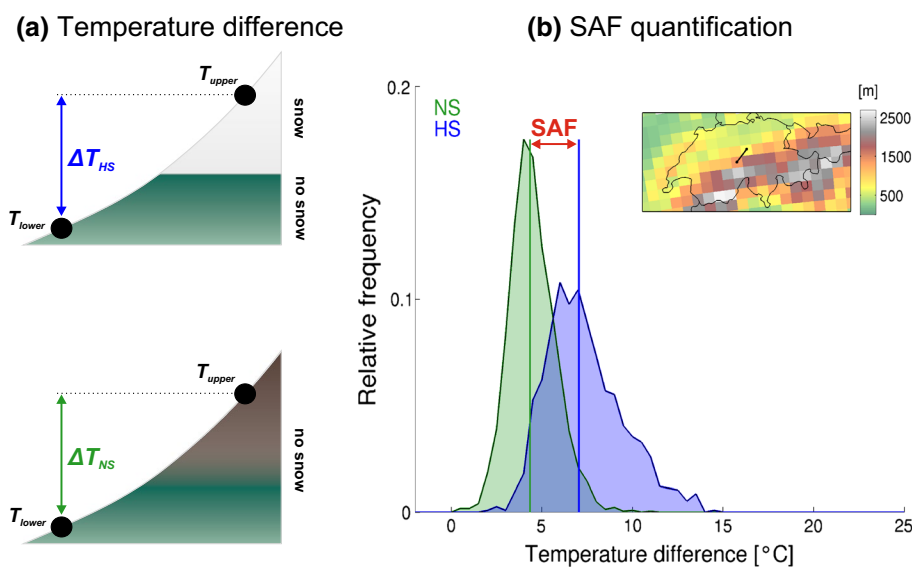 (a) Temperature difference
T_upper
ΔT_HS
T_lower
snow
no snow
T_upper
ΔT_NS
T_lower
no snow
(b) SAF quantification
0.2
0.1
0
Relative frequency
NS
HS
SAF
[m]
2500
1500
500
0
5
10
15
20
25
Temperature difference [°C]